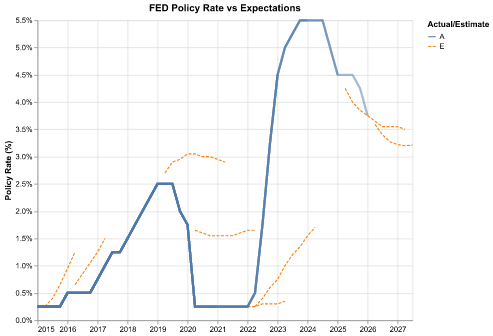 FED Policy Rate vs Expectations
Actual/Estimate
A
E
Policy Rate (%)
5.5%
5.0%
4.5%
4.0%
3.5%
3.0%
2.5%
2.0%
1.5%
1.0%
0.5%
0.0%
2015 2016 2017 2018 2019 2020 2021 2022 2023 2024 2025 2026 2027